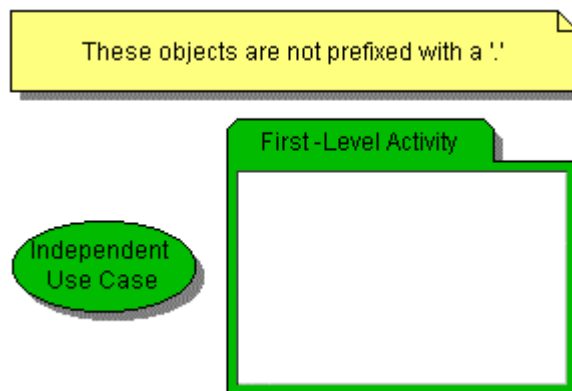 These objects are not prefixed with a '.'
First-Level Activity
Independent
Use Case